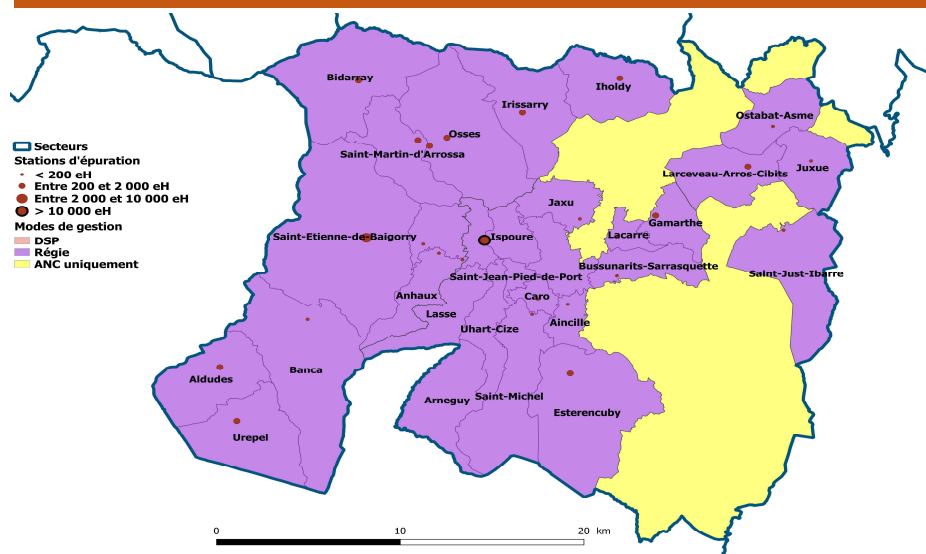 Bidarray
Iholdy
Irissarry
Ostabat-Asme
Osses
Saint-Martin-d'Arrossa
Larceveau-Arros-Cibits
Juxue
Secteurs
Stations d'épuration
< 200 eH
Entre 200 et 2 000 eH
Entre 2 000 et 10 000 eH
> 10 000 eH
Modes de gestion
DSP
Régie
ANC uniquement
Jaxu
Gamarthe
Lacarre
Saint-Etienne-de-Baigorry
Ispoure
Bussunarits-Sarrasquette
Saint-Just-Ibarre
Saint-Jean-Pied-de-Port
Anhaux
Caro
Lasse
Aincille
Uhart-Cize
Banca
Aldudes
Arneguy
Saint-Michel
Esterencuby
Urepel
0 10 20 km